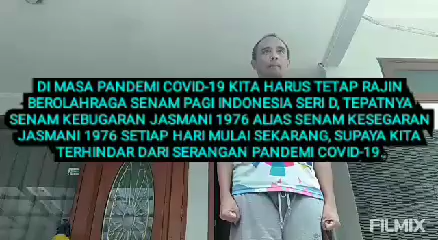 DI MASA PANDEMI COVID-19 KITA HARUS TETAP RAJIN
BEROLAHRAGA SENAM PAGI INDONESIA SERI D, TEPATNYA
SENAM KEBUGARAN JASMANI 1976 ALIAS SENAM KESEGARAN
JASMANI 1976 SETIAP HARI MULAI SEKARANG, SUPAYA KITA
TERHINDAR DARI SERANGAN PANDEMI COVID-19.
FILMIX